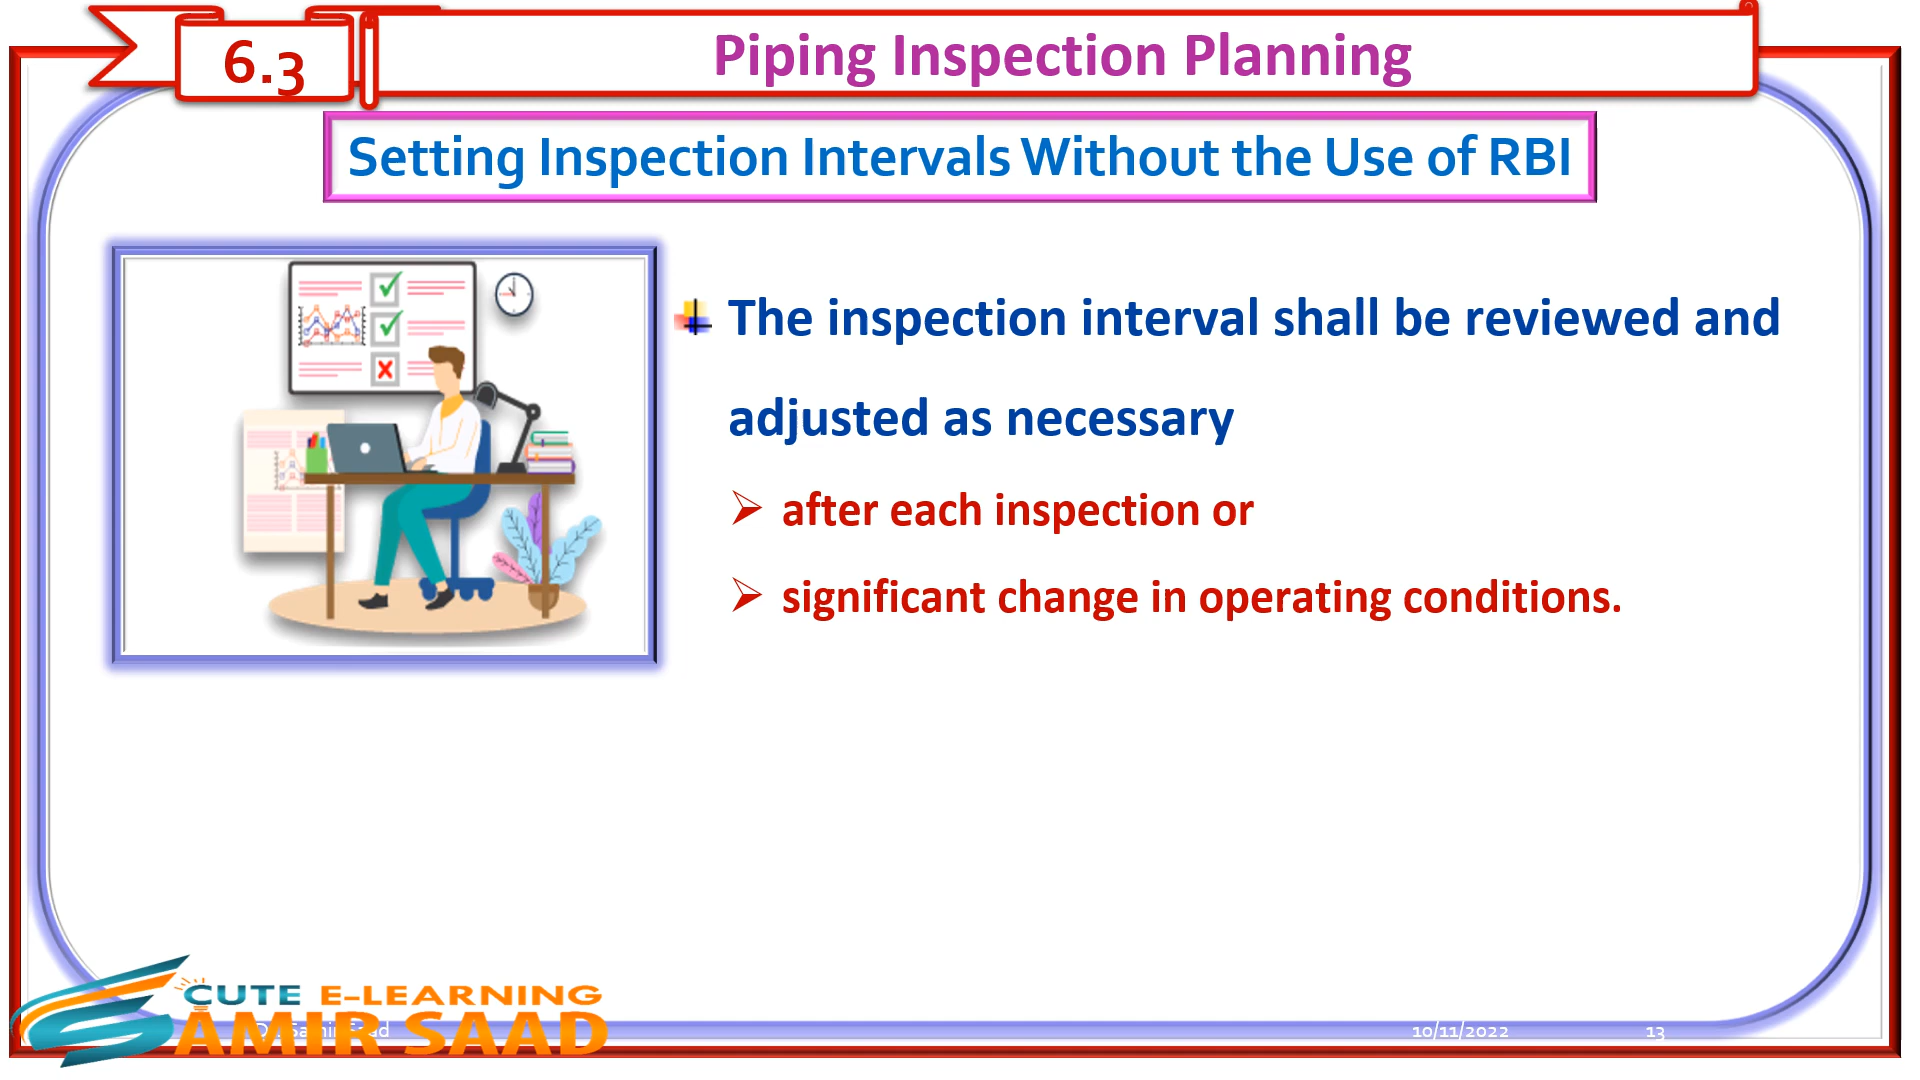 6.3
Piping Inspection Planning
Setting Inspection Intervals Without the Use of RBI
The inspection interval shall be reviewed and
adjusted as necessary
after each inspection or
significant change in operating conditions.
CUTE E-LEARNING
SAMIR SAAD
10/11/2022
13